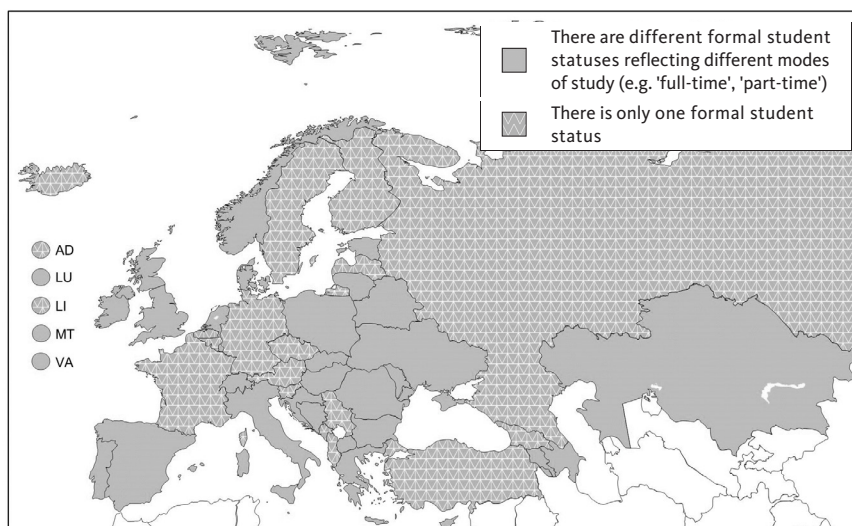 There are different formal student
statuses reflecting different modes
of study (e.g. 'full-time', 'part-time')
There is only one formal student
status
AD
LU
LI
MT
VA